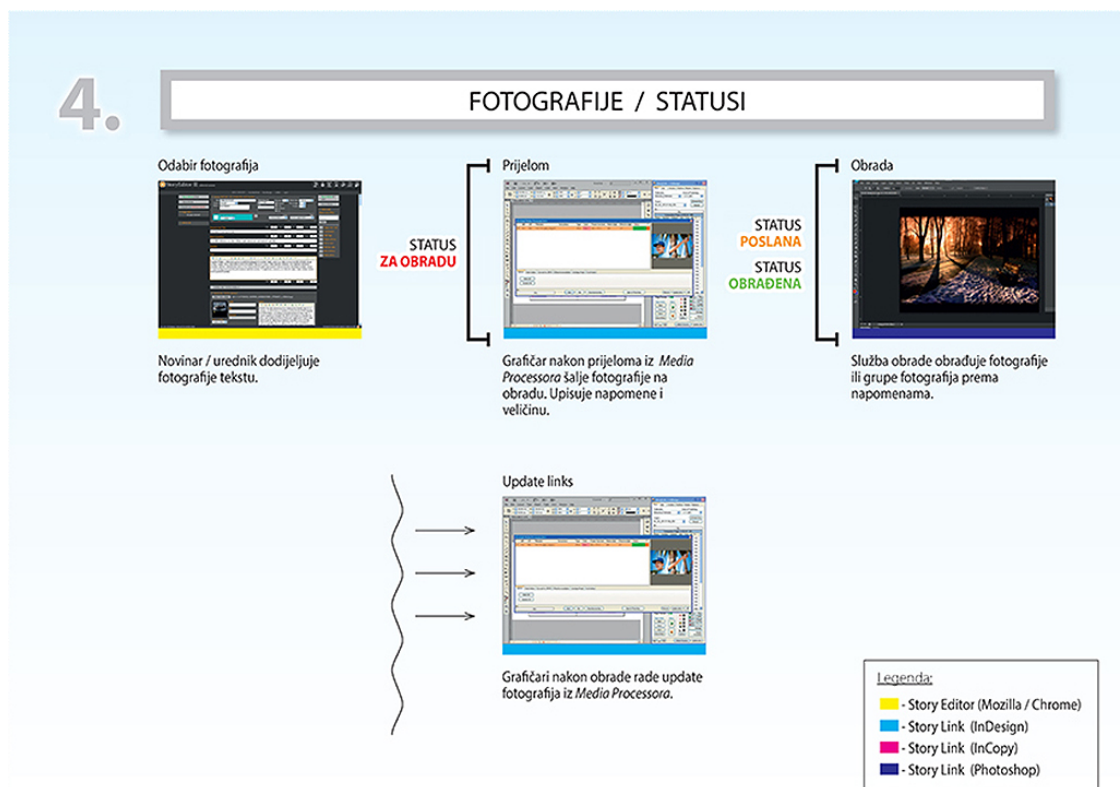 4.
FOTOGRAFIJE / STATUSI
Odabir fotografija
Novinar / urednik dodijeljuje
fotografije tekstu.
STATUS
ZA OBRADU
Prijelom
Grafičar nakon prijeloma iz Media
Processora šalje fotografije na
obradu. Upisuje napomene i
veličinu.
STATUS
POSLANA
STATUS
OBRAĐENA
Obrada
Služba obrade obrađuje fotografije
ili grupe fotografija prema
napomenama.
Update links
Grafičari nakon obrade rade update
fotografija iz Media Processora.
Legenda:
- Story Editor (Mozilla / Chrome)
- Story Link (InDesign)
- Story Link (InCopy)
- Story Link (Photoshop)